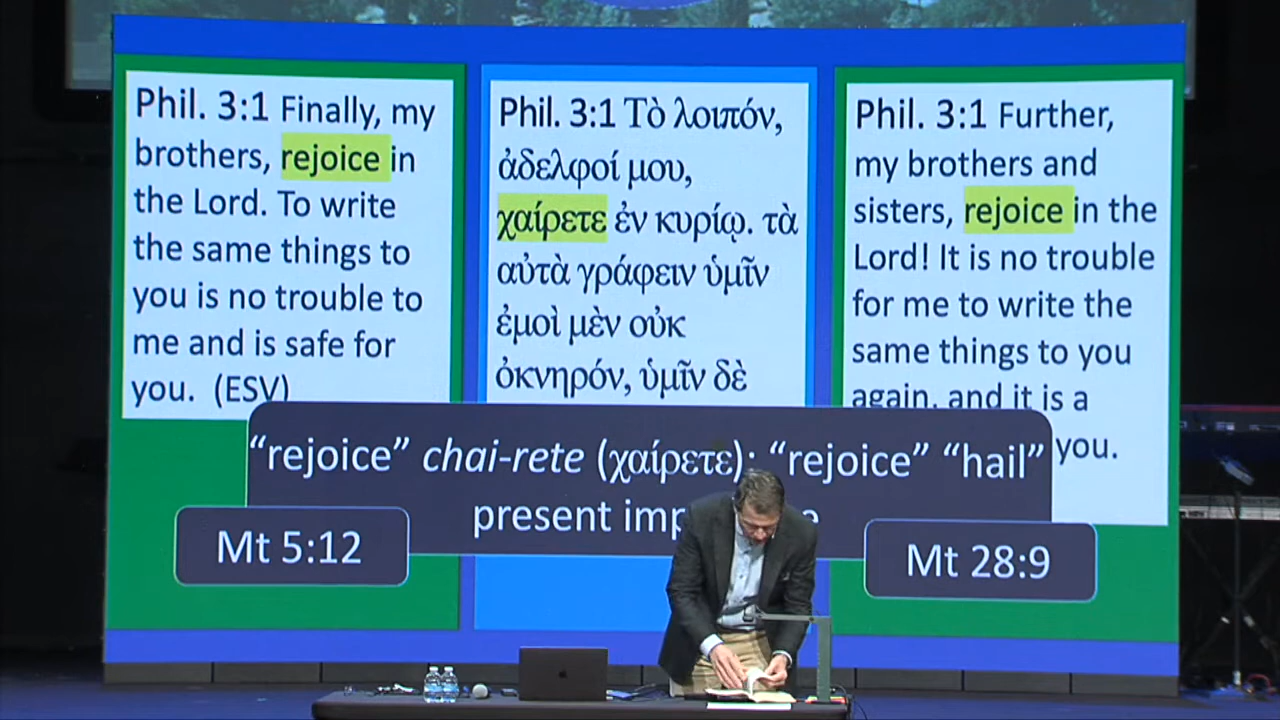 Phil. 3:1 Finally, my
brothers, rejoice in
the Lord. To write
the same things to
you is no trouble to
me and is safe for
you. (ESV)
Phil. 3:1 Τὸ λοιπόν,
ἀδελφοί μου,
χαίρετε ἐν κυρίῳ. τὰ
αὐτὰ γράφειν ὑμῖν
ἐμοὶ μὲν οὐκ
ὀκνηρόν, ὑμῖν δὲ
Phil. 3:1 Further,
my brothers and
sisters, rejoice in the
Lord! It is no trouble
for me to write the
same things to you
again, and it is a
you.
“rejoice” chai-rete (χαίρετε): “rejoice” “hail”
present
Mt 5:12
Mt 28:9